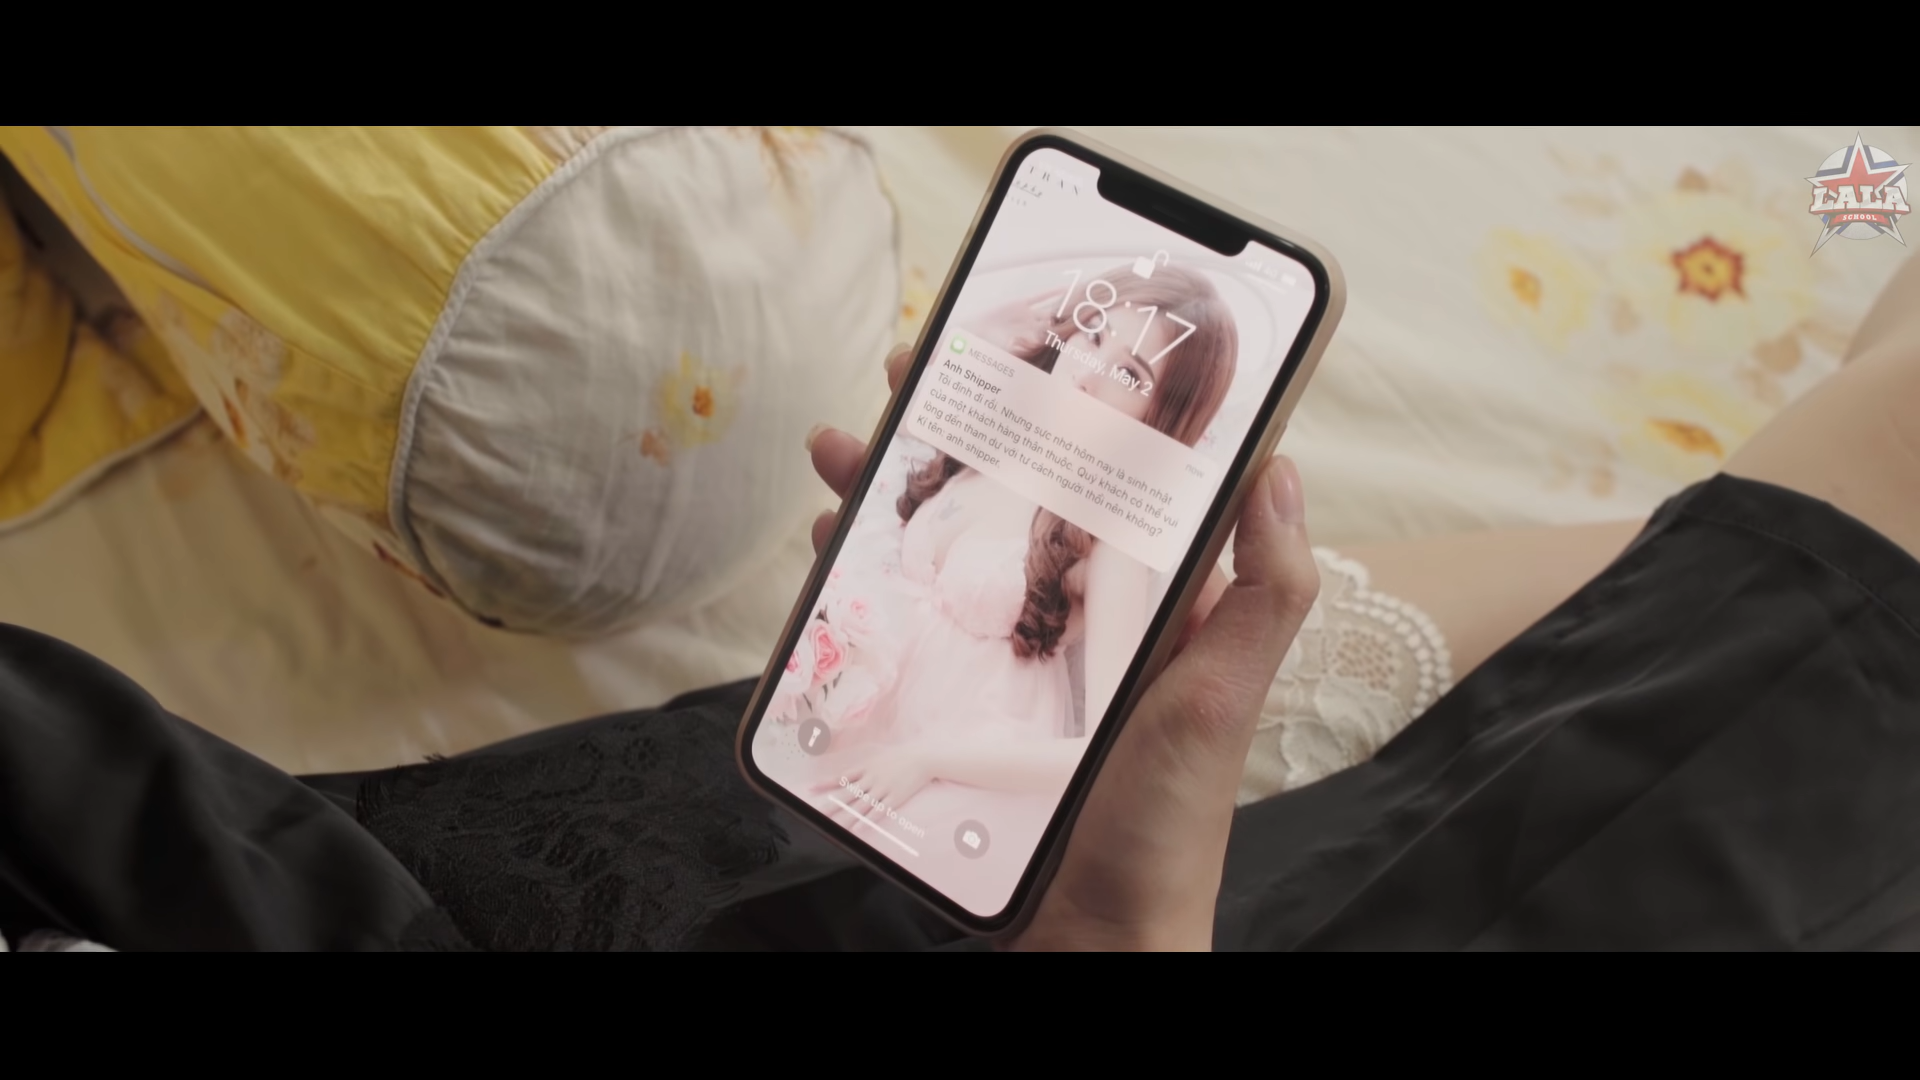 LALA
SCHOOL
TRAN
18:17
Thursday, May 2
MESSAGES
now
Anh Shipper
Tôi định đi rồi. Nhưng sực nhớ hôm nay là sinh nhật
của một khách hàng thân thuộc. Quý khách có thể vui
lòng đến tham dự với tư cách người thổi nến không?
Kí tên: anh shipper.
Swipe up to open